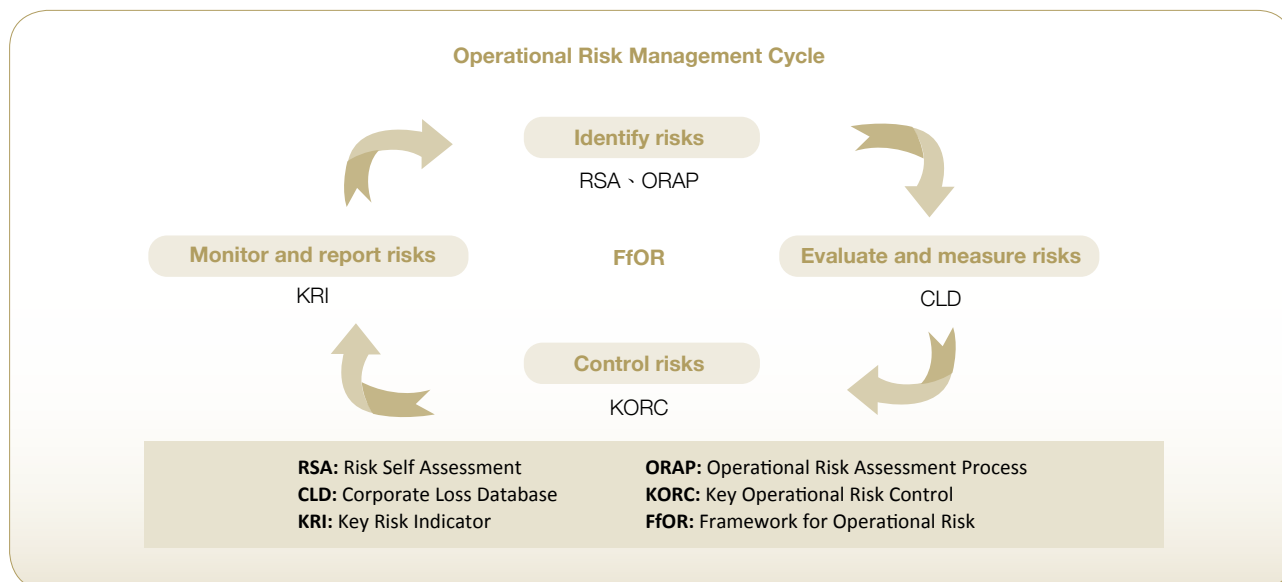 Operational Risk Management Cycle
Identify risks
RSA、ORAP
Monitor and report risks
FfOR
Evaluate and measure risks
KRI
CLD
Control risks
KORC
RSA: Risk Self Assessment
ORAP: Operational Risk Assessment Process
CLD: Corporate Loss Database
KORC: Key Operational Risk Control
KRI: Key Risk Indicator
FfOR: Framework for Operational Risk